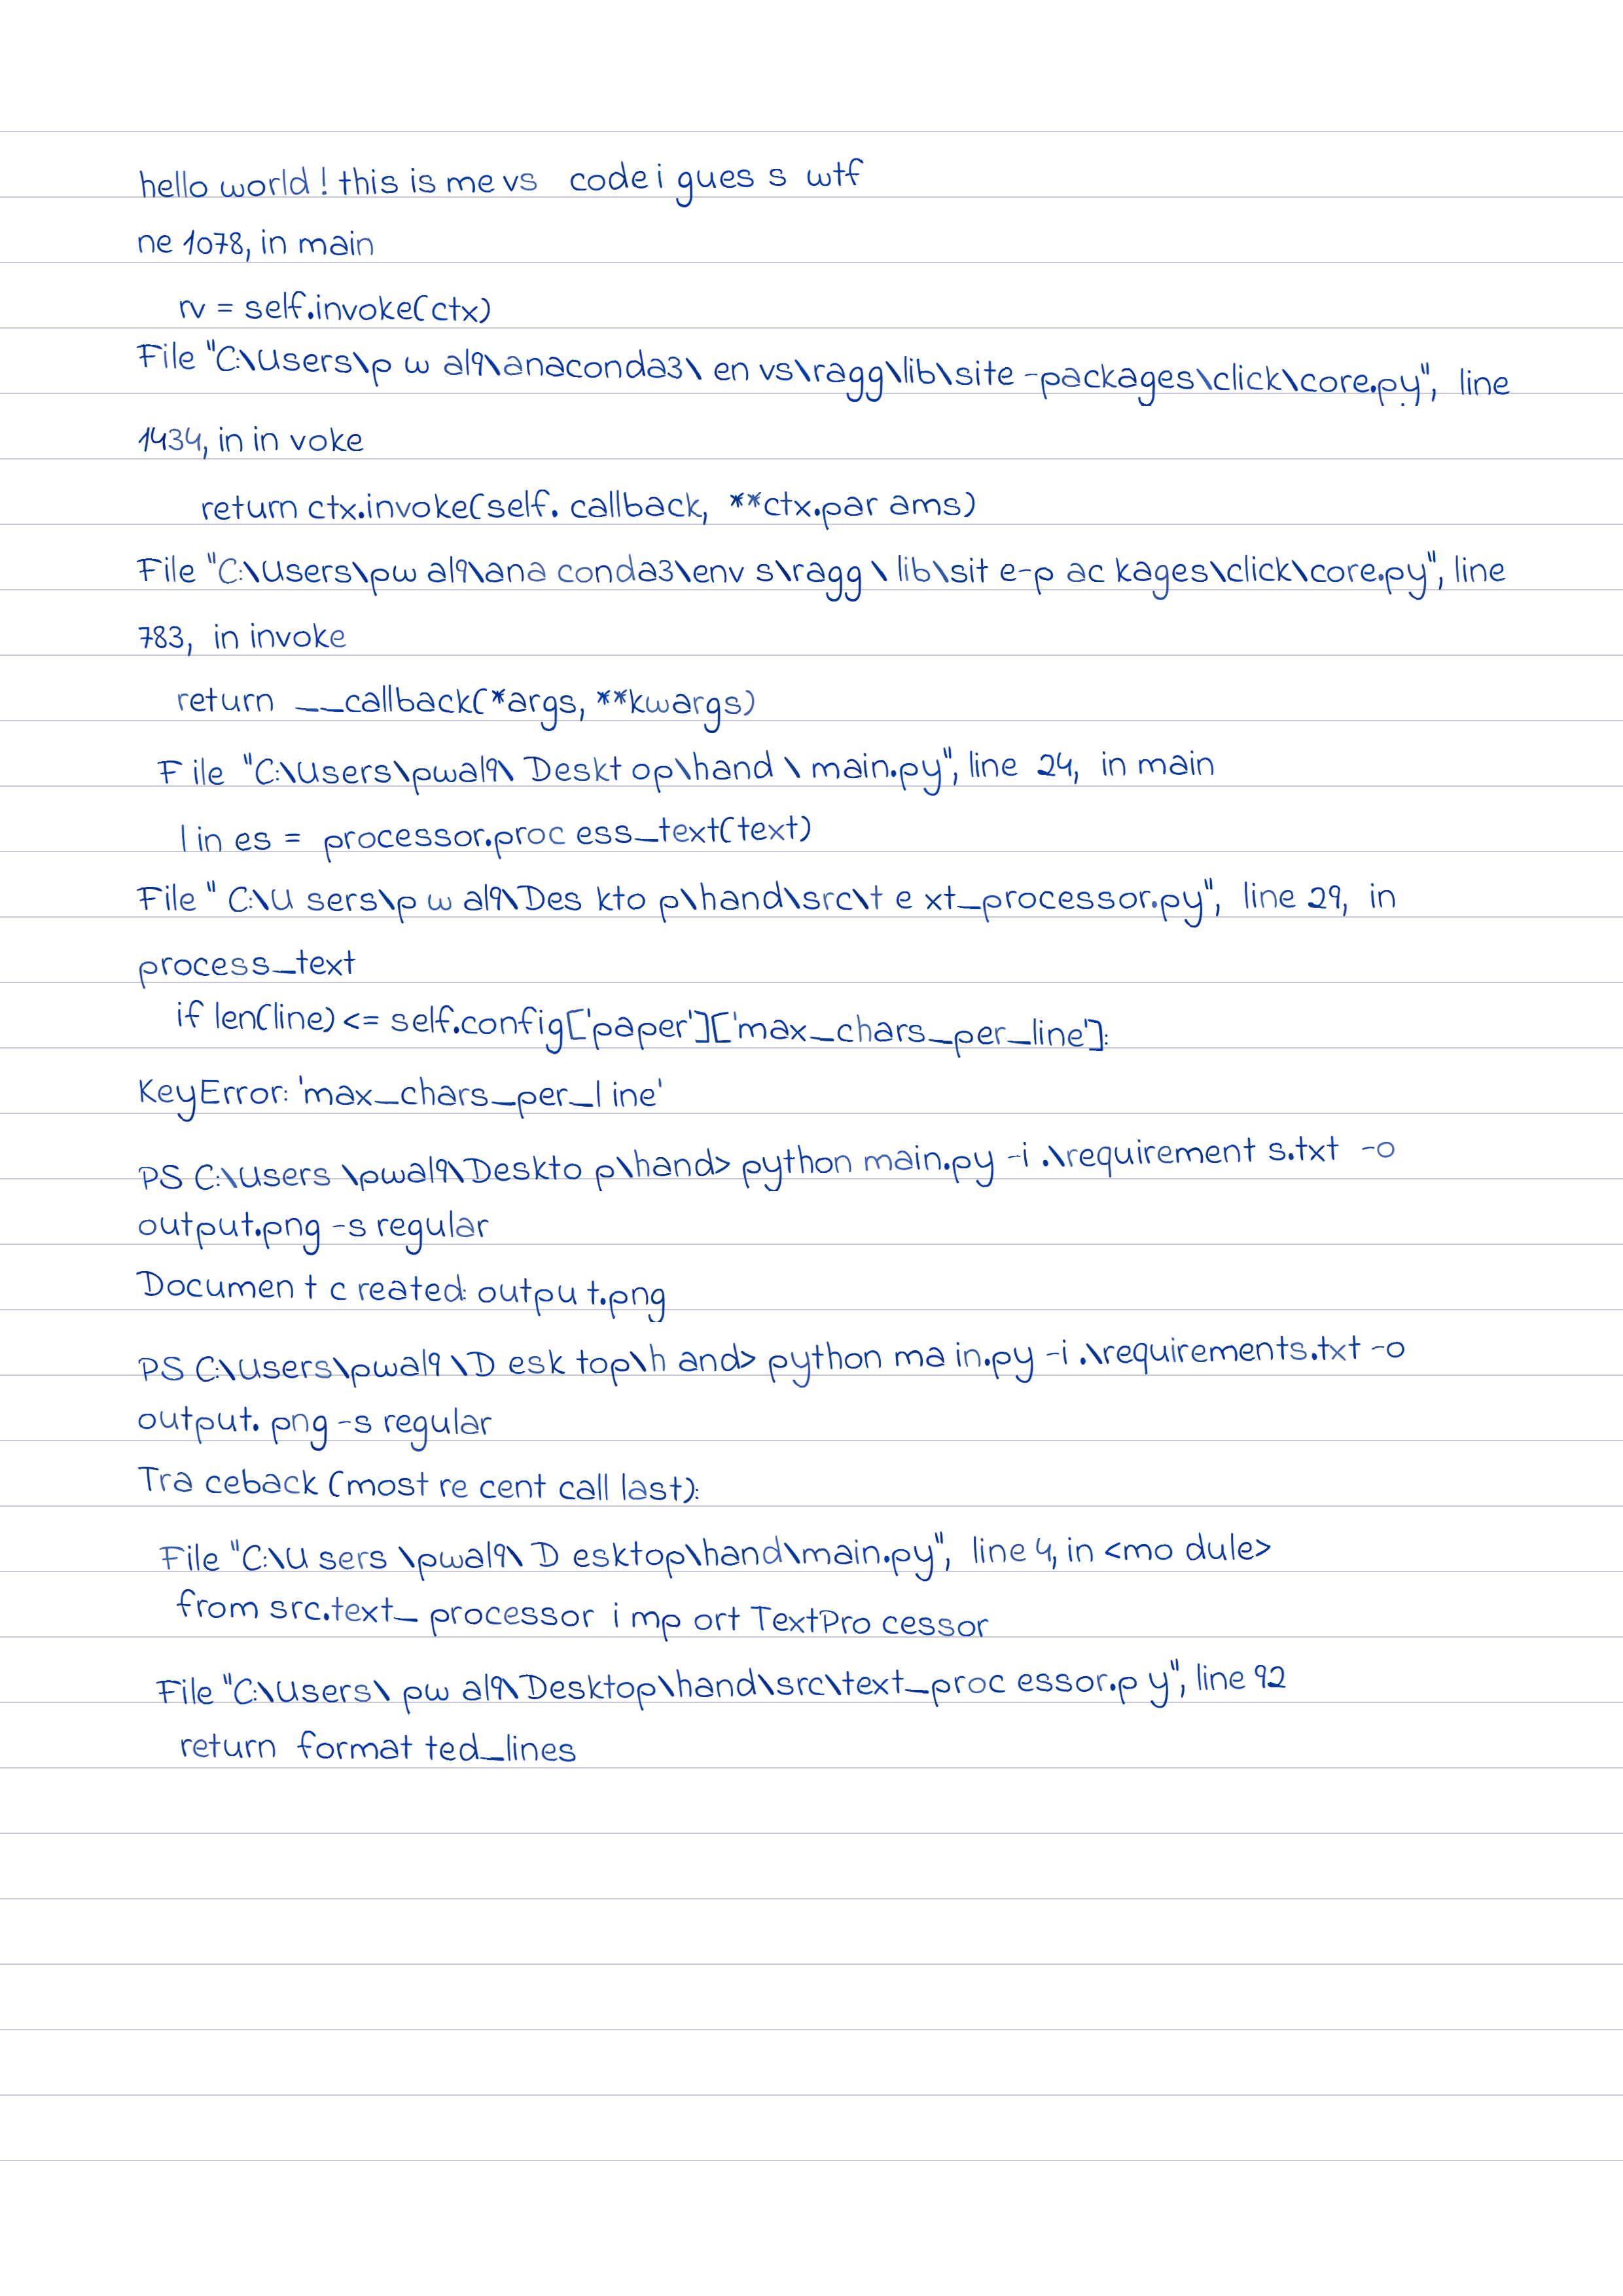 hello world! this is me vs code i gues s wtf
ne 1078, in main
rv = self.invoke(ctx)
File "C:\Users\p w al9\anaconda3\ en vs\ragg\lib\site -packages\click\core.py", line
1434, in in voke
return ctx.invoke(self. callback, **ctx.par ams)
File "C:\Users\pw al9\ana conda3\env s\ragg \ lib\sit e-p ac kages\click\core.py", line
783, in invoke
return __callback(*args, **kwargs)
F ile "C:\Users\pwal9\ Deskt op\hand \ main.py", line 24, in main
l in es = processor.proc ess_text(text)
File " C:\U sers\p w al9\Des kto p\hand\src\t e xt_processor.py", line 29, in
process_text
if len(line) <= self.config['paper']['max_chars_per_line']:
KeyError: 'max_chars_per_l ine'
PS C:\Users \pwal9\Deskto p\hand> python main.py -i .\requirement s.txt -o
output.png -s regular
Documen t c reated: outpu t.png
PS C:\Users\pwal9 \D esk top\h and> python ma in.py -i .\requirements.txt -o
output. png -s regular
Tra ceback (most re cent call last):
File "C:\U sers \pwal9\ D esktop\hand\main.py", line 4, in <mo dule>
from src.text_ processor i mp ort TextPro cessor
File "C:\Users\ pw al9\Desktop\hand\src\text_proc essor.p y", line 92
return format ted_lines